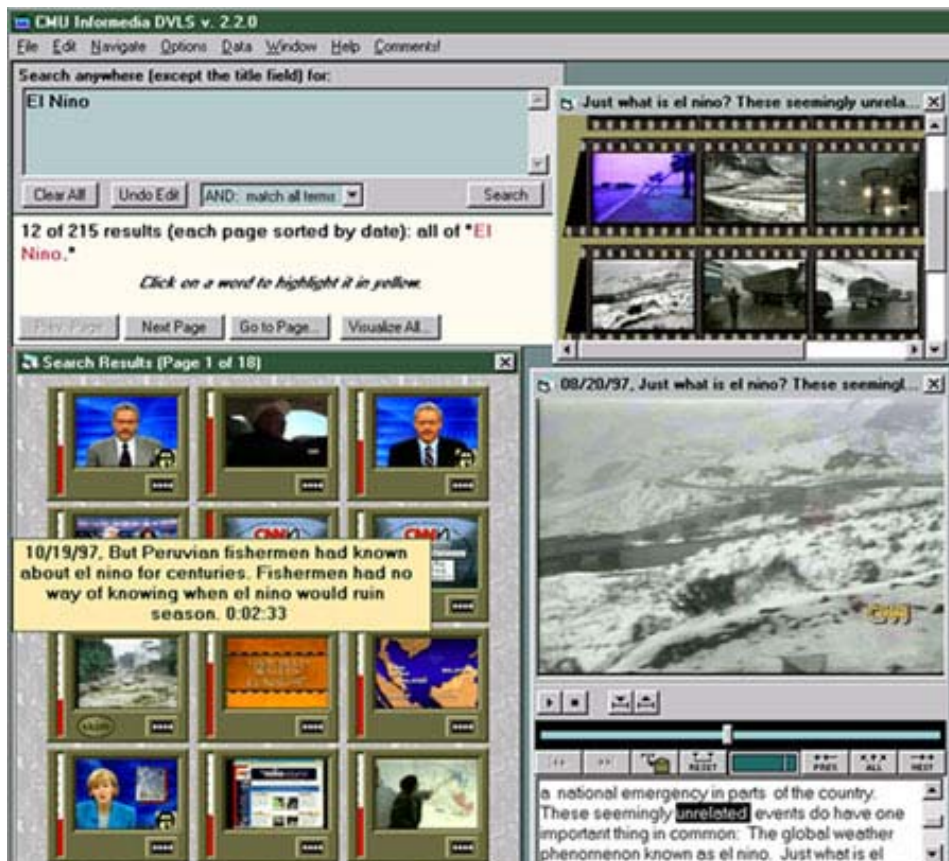 CMU Informedia DVLS v. 2.2.0
File Edit Navigate Options Data Window Help Comments!
Search anywhere (except the title field) for:
El Nino
Clear All! Undo Edit AND: match all terms Search
12 of 215 results (each page sorted by date): all of "El
Nino."
Click on a word to highlight it in yellow.
Prev Page Next Page Go to Page... Visualize All...
Just what is el nino? These seemingly unrela...
Search Results (Page 1 of 18)
CNN CNN
10/19/97, But Peruvian fishermen had known
about el nino for centuries. Fishermen had no
way of knowing when el nino would ruin
season. 0:02:33
08/20/97, Just what is el nino? These seemingl...
CNN
RESET PREV ALL NEXT
a national emergency in parts of the country.
These seemingly unrelated events do have one
important thing in common: The global weather
phenomenon known as el nino. Just what is el